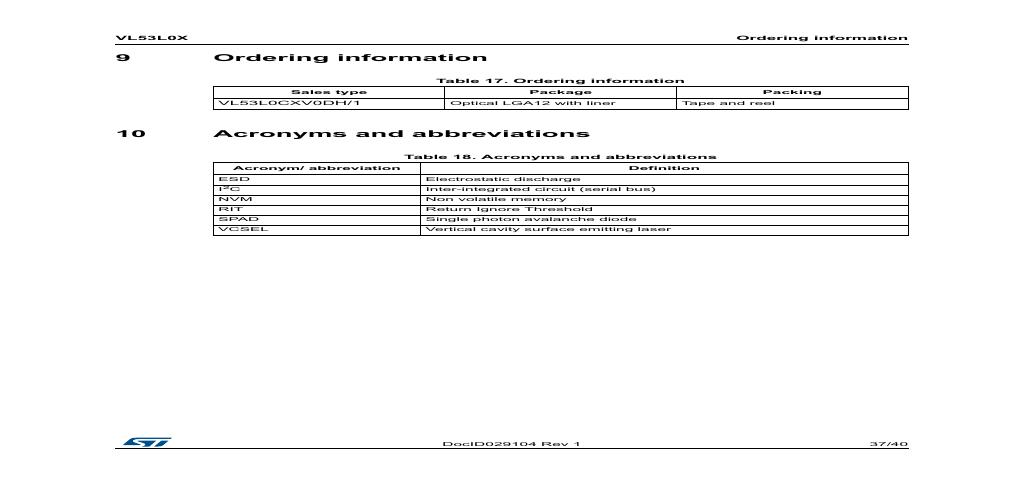 VL53L0X Ordering information
9 Ordering information
Table 17. Ordering information
Sales type Package Packing
VL53L0CXV0DH/1 Optical LGA12 with liner Tape and reel
10 Acronyms and abbreviations
Table 18. Acronyms and abbreviations
Acronym/ abbreviation Definition
ESD Electrostatic discharge
I²C Inter-integrated circuit (serial bus)
NVM Non volatile memory
RIT Return Ignore Threshold
SPAD Single photon avalanche diode
VCSEL Vertical cavity surface emitting laser
ST DocID029104 Rev 1 37/40